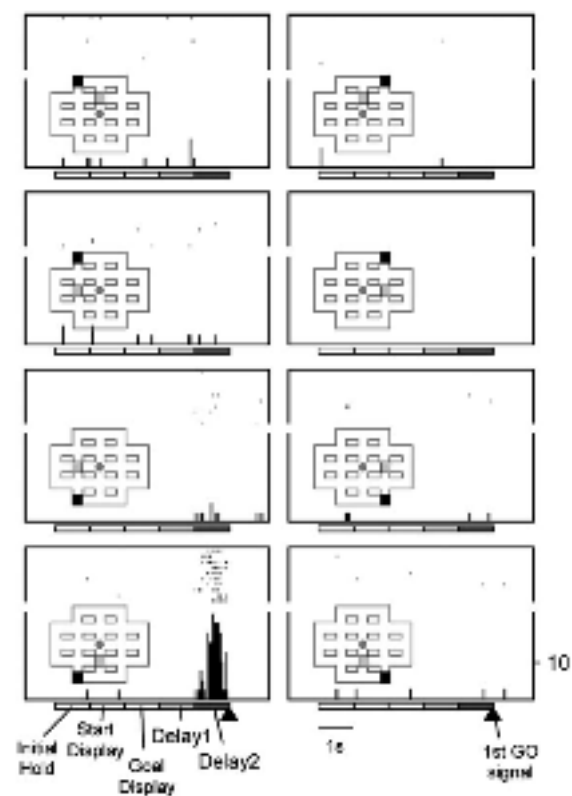 10
Initial
Hold
Start
Display
Goal
Display
Delay1
Delay2
1s
1st GO
signal